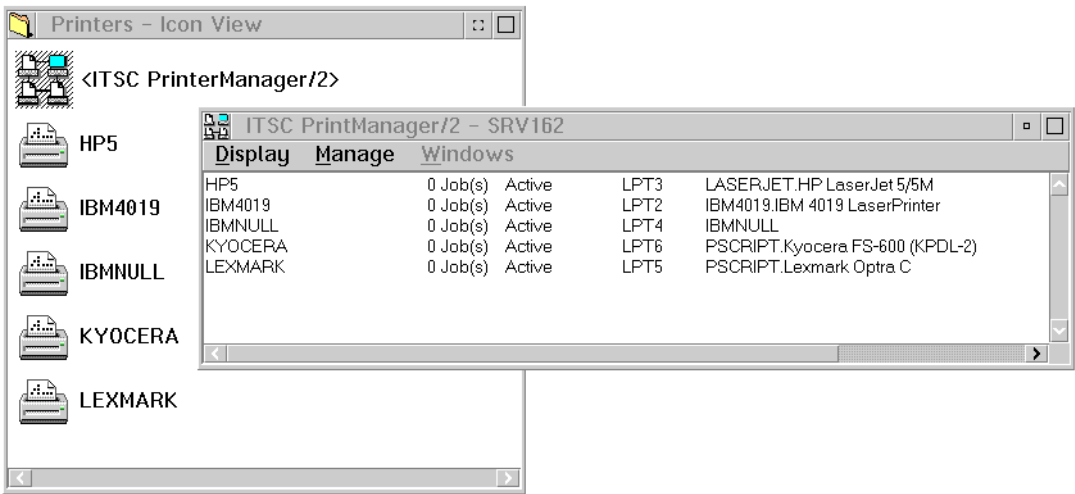 Printers - Icon View
<ITSC PrinterManager/2>
HP5
IBM4019
IBMNULL
KYOCERA
LEXMARK
ITSC PrintManager/2 - SRV162
Display Manage Windows
HP5 0 Job(s) Active LPT3 LASERJET.HP LaserJet 5/5M
IBM4019 0 Job(s) Active LPT2 IBM4019.IBM 4019 LaserPrinter
IBMNULL 0 Job(s) Active LPT4 IBMNULL
KYOCERA 0 Job(s) Active LPT6 PSCRIPT.Kyocera FS-600 (KPDL-2)
LEXMARK 0 Job(s) Active LPT5 PSCRIPT.Lexmark Optra C